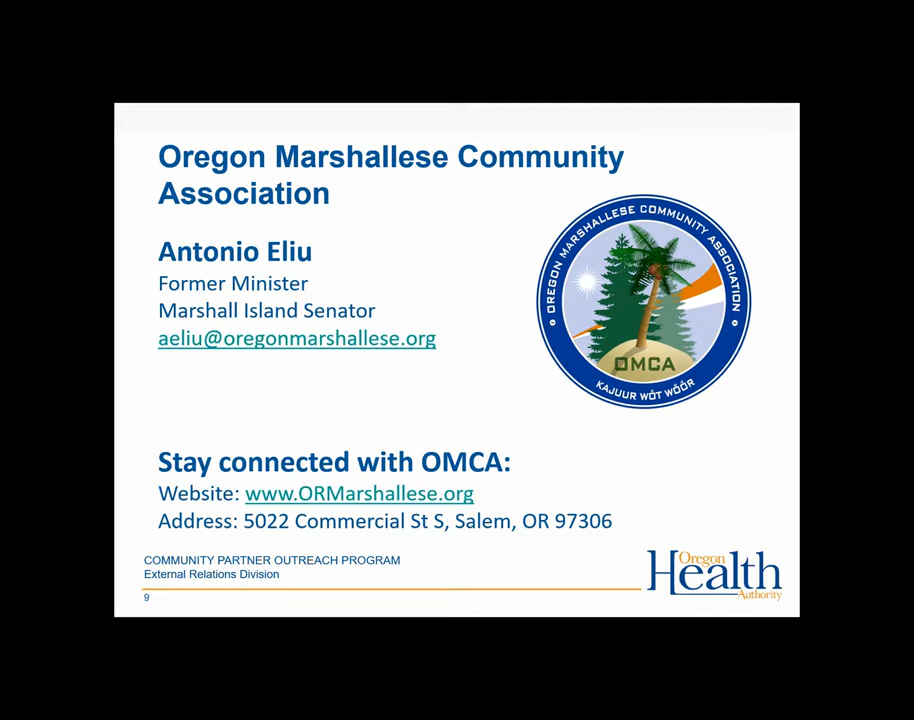 Oregon Marshallese Community
Association
Antonio Eliu
Former Minister
Marshall Island Senator
aeliu@oregonmarshallese.org
OREGON MARSHALLESE COMMUNITY ASSOCIATION
OMCA
KAJUUR WŌT WŌŌR
Stay connected with OMCA:
Website: www.ORMarshallese.org
Address: 5022 Commercial St S, Salem, OR 97306
COMMUNITY PARTNER OUTREACH PROGRAM
External Relations Division
9
Oregon
Health
Authority